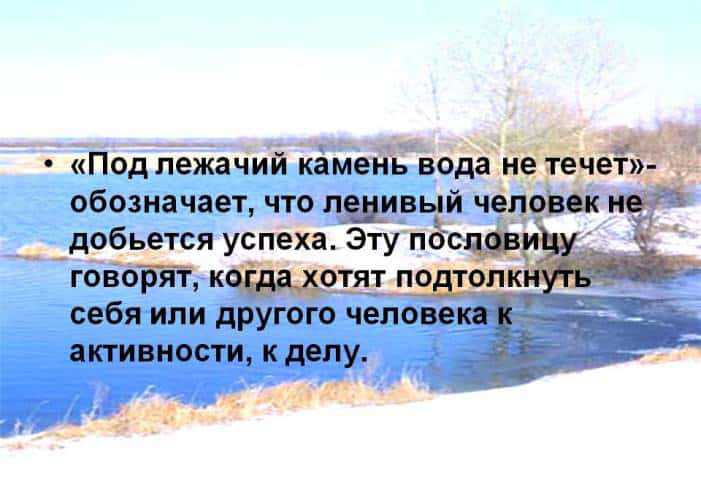 • «Под лежачий камень вода не течет»-
обозначает, что ленивый человек не
добьется успеха. Эту пословицу
говорят, когда хотят подтолкнуть
себя или другого человека к
активности, к делу.